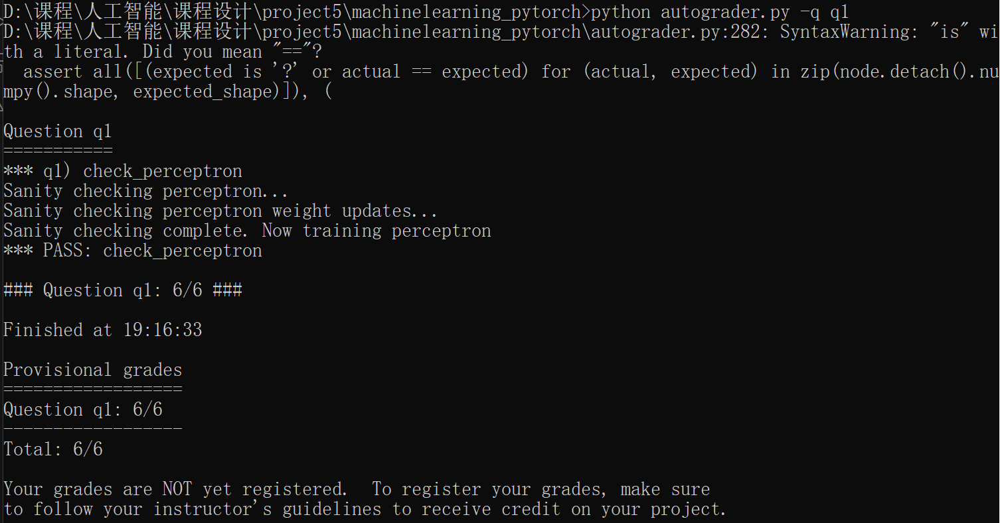 D:\课程\人工智能\课程设计\project5\machinelearning_pytorch>python autograder.py -q q1
D:\课程\人工智能\课程设计\project5\machinelearning_pytorch\autograder.py:282: SyntaxWarning: "is" wi
th a literal. Did you mean "=="?
  assert all([(expected is '?' or actual == expected) for (actual, expected) in zip(node.detach().nu
mpy().shape, expected_shape)]), (
Question q1
===========
*** q1) check_perceptron
Sanity checking perceptron...
Sanity checking perceptron weight updates...
Sanity checking complete. Now training perceptron
*** PASS: check_perceptron
### Question q1: 6/6 ###
Finished at 19:16:33
Provisional grades
==================
Question q1: 6/6
------------------
Total: 6/6
Your grades are NOT yet registered.  To register your grades, make sure
to follow your instructor's guidelines to receive credit on your project.